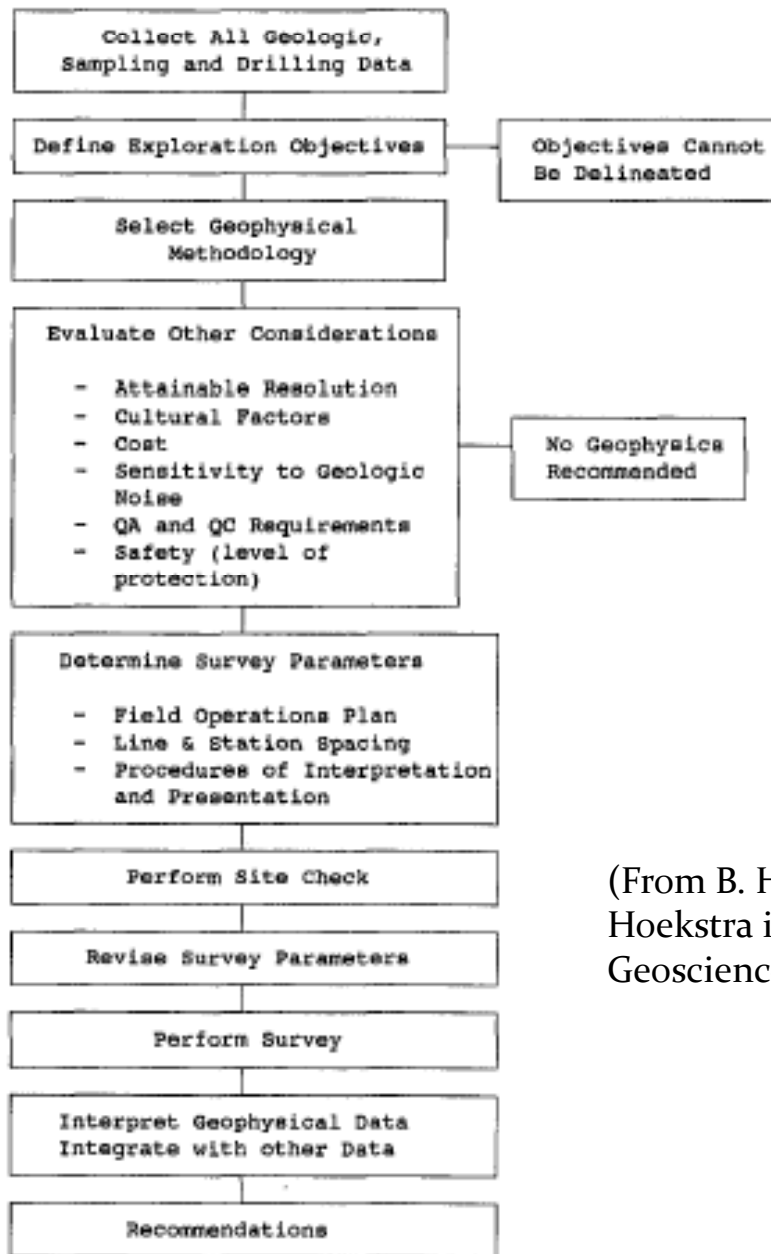 Collect All Geologic,
Sampling and Drilling Data
Define Exploration Objectives
Objectives Cannot
Be Delineated
Select Geophysical
Methodology
Evaluate Other Considerations
- Attainable Resolution
- Cultural Factors
- Cost
- Sensitivity to Geologic
Noise
- QA and QC Requirements
- Safety (level of
protection)
No Geophysics
Recommended
Determine Survey Parameters
- Field Operations Plan
- Line & Station Spacing
- Procedures of Interpretation
and Presentation
Perform Site Check
(From B. H
Hoekstra i
Geoscienc
Revise Survey Parameters
Perform Survey
Interpret Geophysical Data
Integrate with other Data
Recommendations